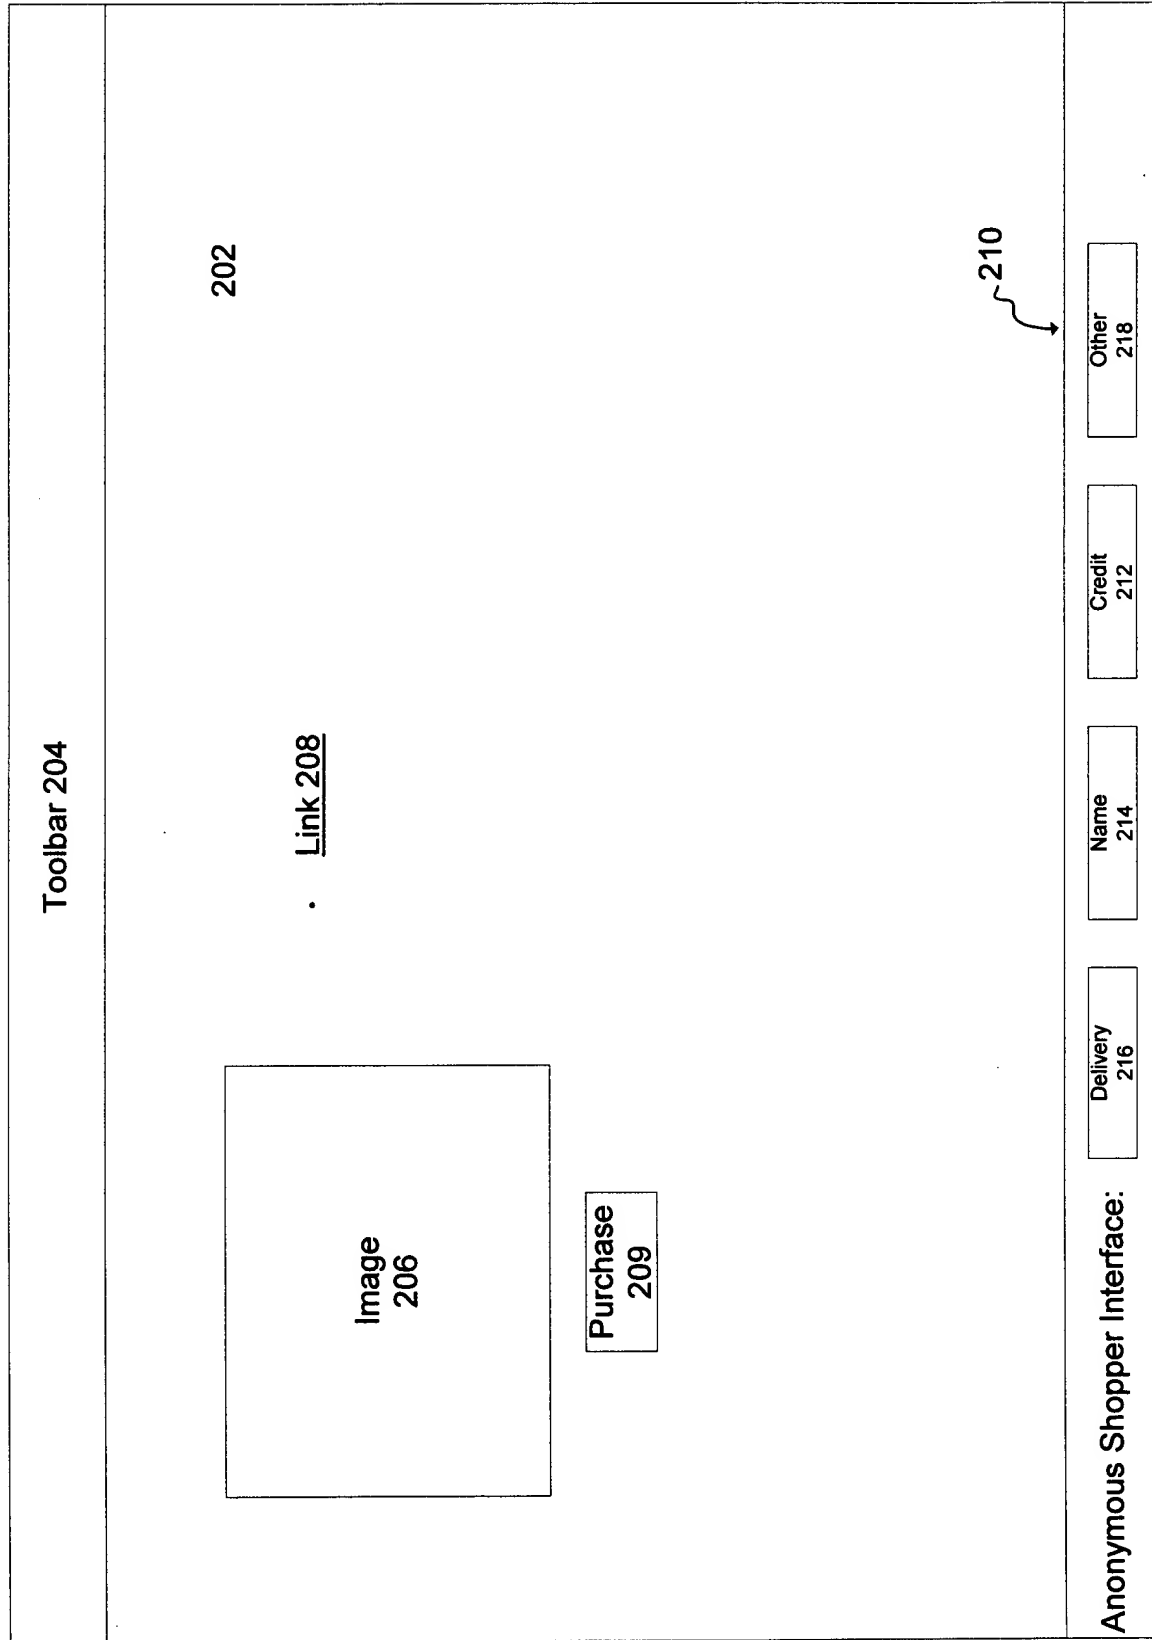 Toolbar 204
202
• Link 208
Image
206
Purchase
209
210
Anonymous Shopper Interface:
Delivery
216
Name
214
Credit
212
Other
218